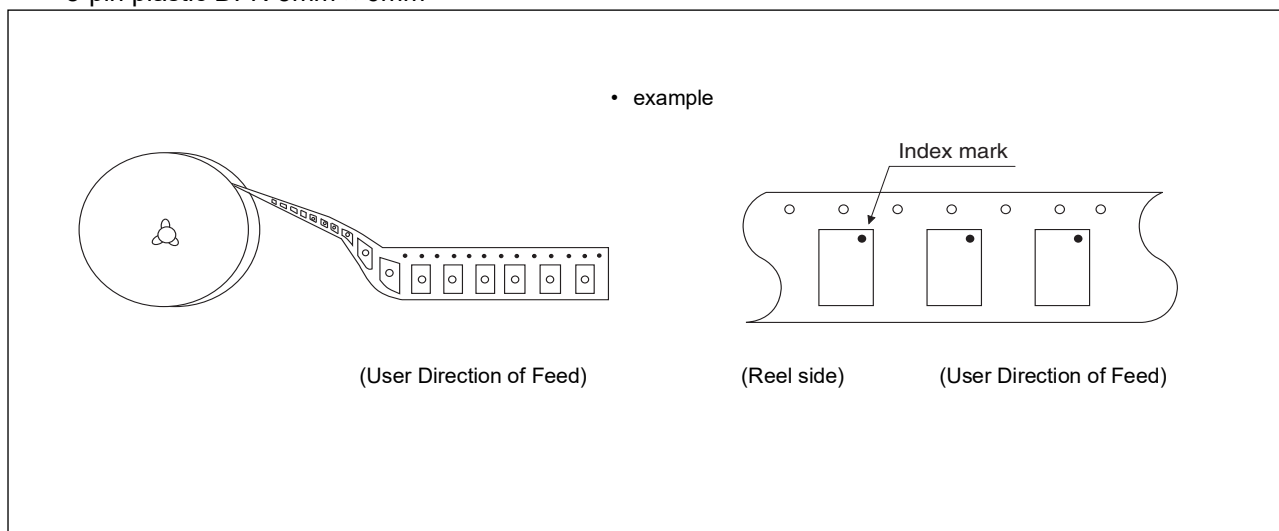 • example
Index mark
(User Direction of Feed)
(Reel side)
(User Direction of Feed)